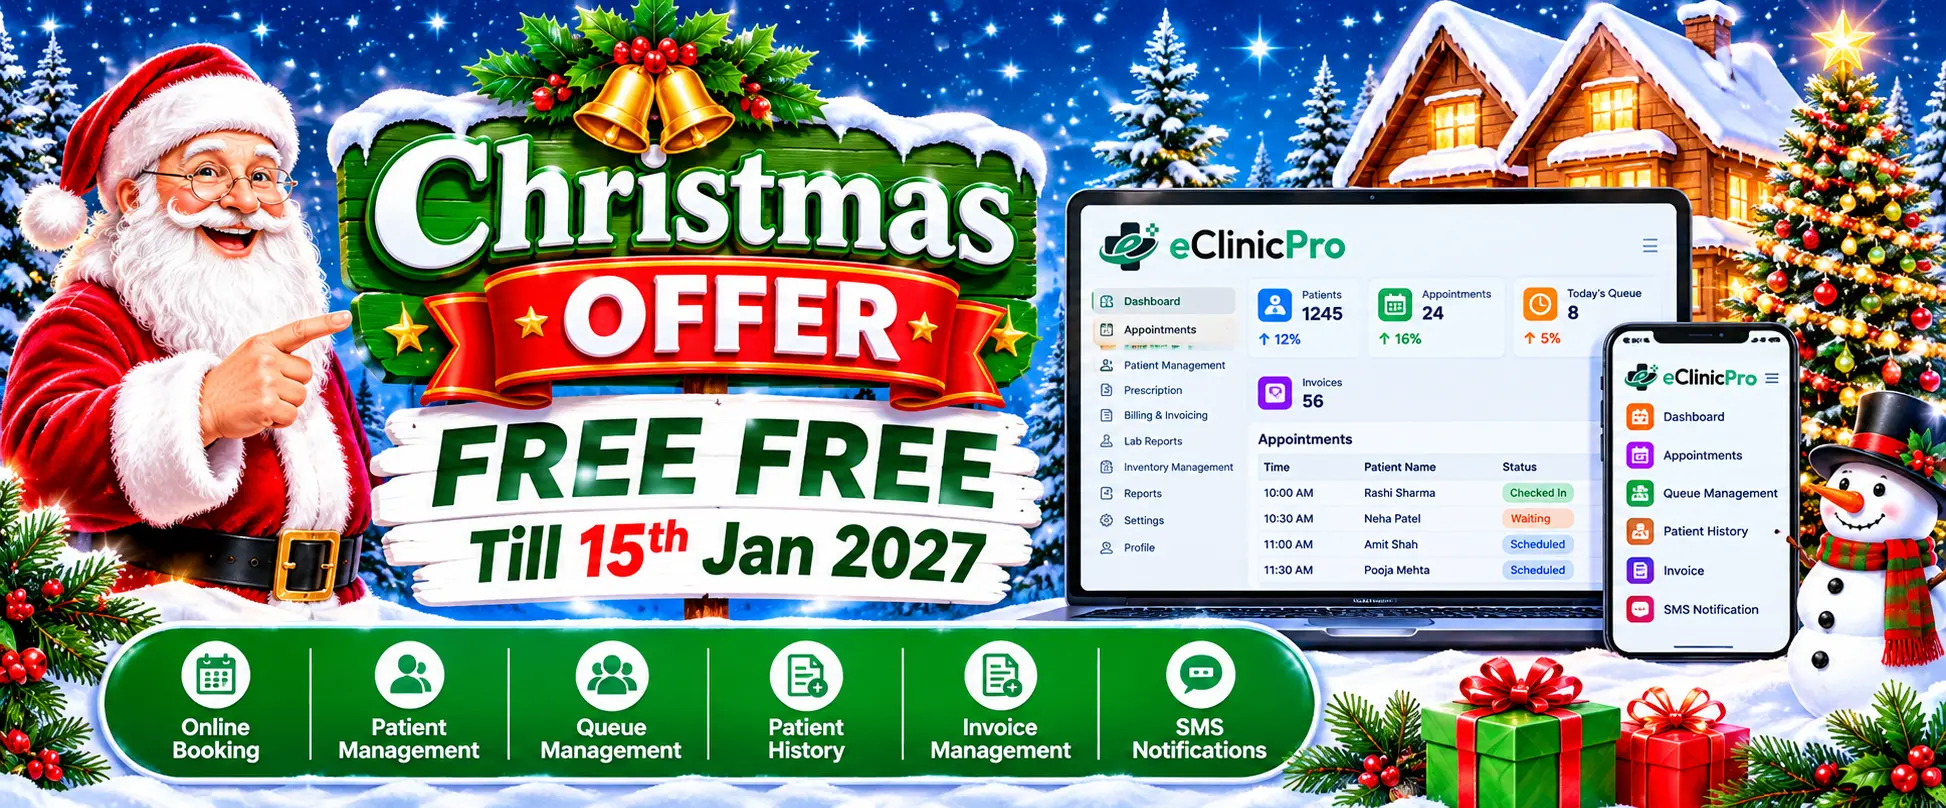 Christmas
OFFER
FREE FREE
Till 15th Jan 2027
eClinicPro
Dashboard
Appointments
Patient Management
Prescription
Billing & Invoicing
Lab Reports
Inventory Management
Reports
Settings
Profile
Patients
1245
↑ 12%
Appointments
24
↑ 16%
Today's Queue
8
↑ 5%
Invoices
56
Appointments
Time Patient Name Status
10:00 AM Rashi Sharma Checked In
10:30 AM Neha Patel Waiting
11:00 AM Amit Shah Scheduled
11:30 AM Pooja Mehta Scheduled
eClinicPro
Dashboard
Appointments
Queue Management
Patient History
Invoice
SMS Notification
Online
Booking
Patient
Management
Queue
Management
Patient
History
Invoice
Management
SMS
Notifications